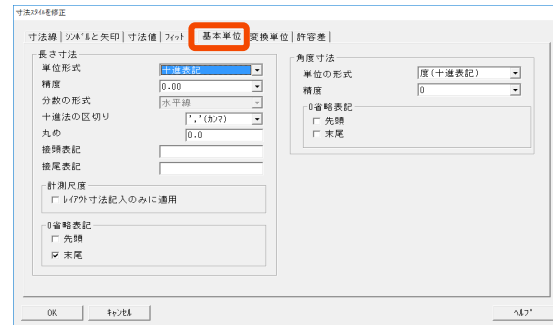 寸法スタイルを修正
寸法線 シンボルと矢印 寸法値 フィット 基本単位 変換単位 許容差
長さ寸法
単位形式 十進表記
精度 0.00
分数の形式 水平線
十進法の区切り ','(カンマ)
丸め 0.0
接頭表記
接尾表記
計測尺度
レイアウト寸法記入のみに適用
0省略表記
先頭
末尾
角度寸法
単位の形式 度(十進表記)
精度 0
0省略表記
先頭
末尾
OK キャンセル ヘルプ